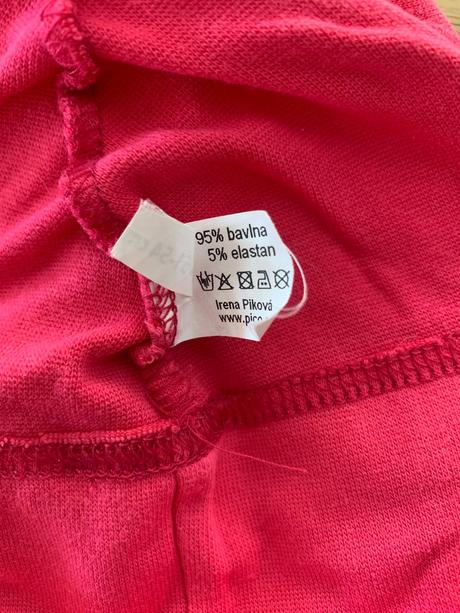 95% bavlna
5% elastan
Irena Piková
www.pico